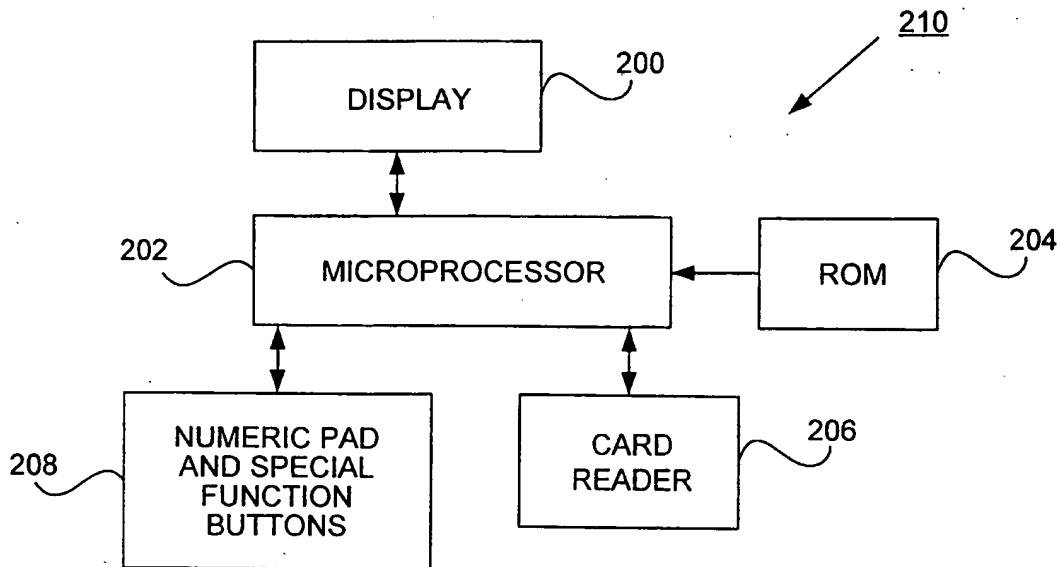 210
200
DISPLAY
202
MICROPROCESSOR
ROM
204
208
NUMERIC PAD
AND SPECIAL
FUNCTION
BUTTONS
CARD
READER
206